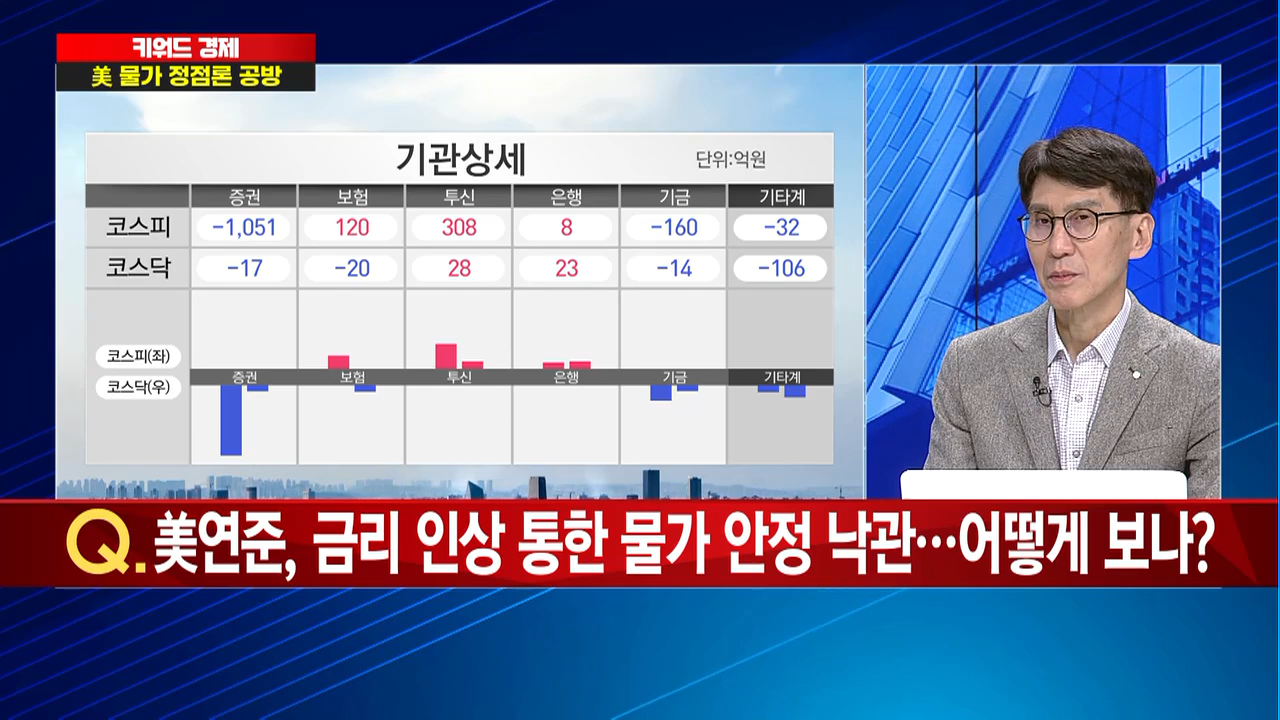 키워드 경제
美 물가 정점론 공방
기관상세 단위:억원
증권 보험 투신 은행 기금 기타계
코스피 -1,051 120 308 8 -160 -32
코스닥 -17 -20 28 23 -14 -106
코스피(좌)
코스닥(우)
증권 보험 투신 은행 기금 기타계
Q.美연준, 금리 인상 통한 물가 안정 낙관…어떻게 보나?